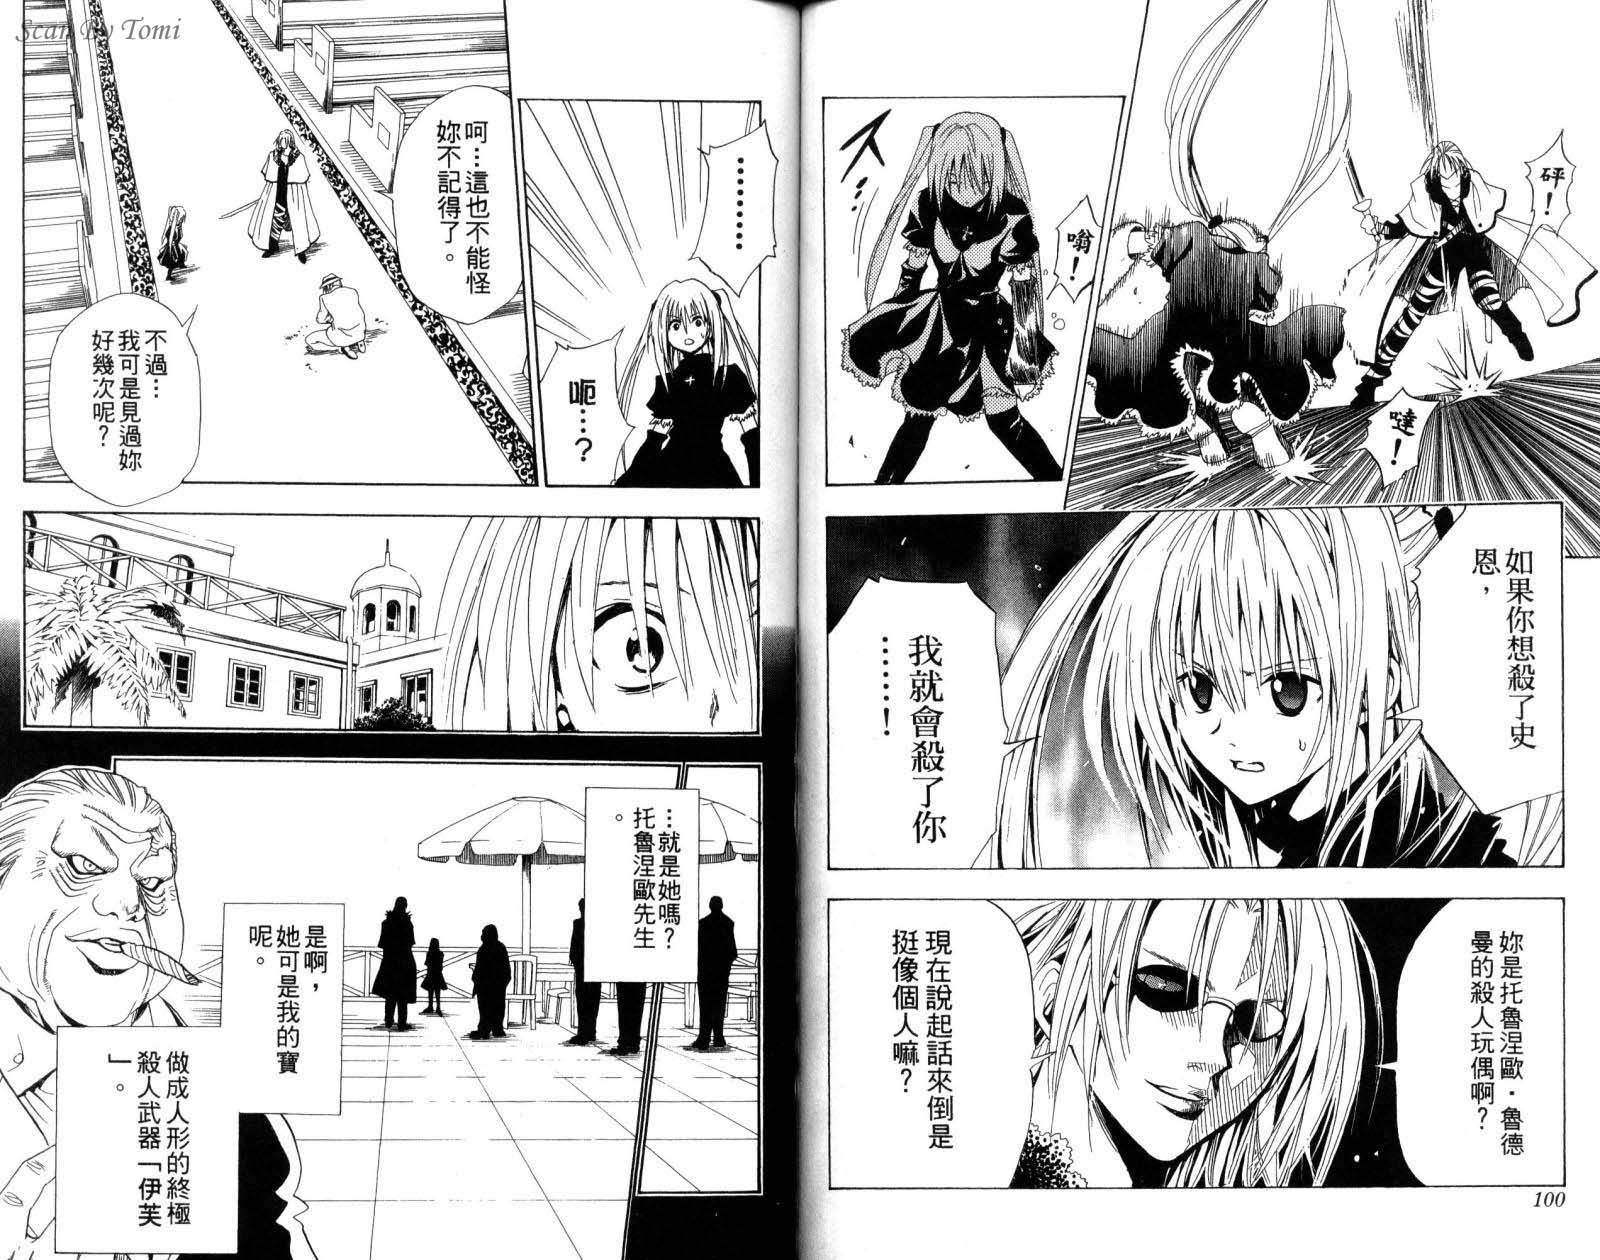 Scan By Tomi
砰！
噠！
嗡！
ス
如果你想殺了史
恩，
我就會殺了你
……！
妳是托魯涅歐‧魯德
曼的殺人玩偶啊？
現在說起話來倒是
挺像個人嘛？
100
………
呃…？
呵…這也不能怪
妳不記得了。
不過…
我可是見過妳
好幾次呢？
…就是她嗎？
托魯涅歐先生
。
是啊，
她可是我的寶
呢。
做成人形的終極
殺人武器「伊芙
」。